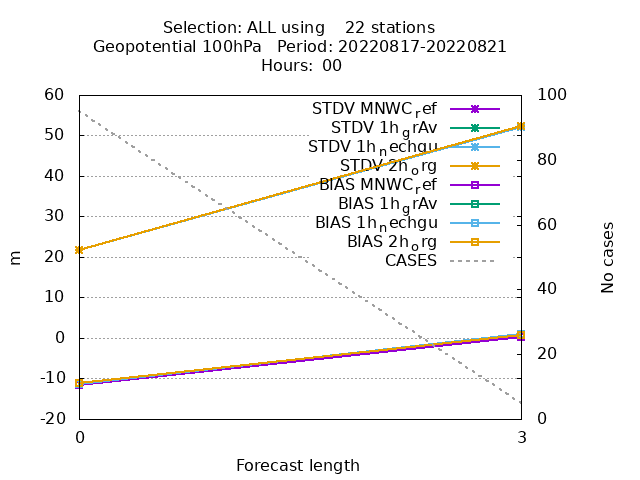 Selection: ALL using    22 stations
Geopotential 100hPa   Period: 20220817-20220821
Hours: 00
60
50
40
30
20
10
0
-10
-20
m
STDV MNWC_ref
STDV 1h_grAv
STDV 1h_nechgu
STDV 2h_org
BIAS MNWC_ref
BIAS 1h_grAv
BIAS 1h_nechgu
BIAS 2h_org
CASES
100
80
60
40
20
0
No cases
0
3
Forecast length